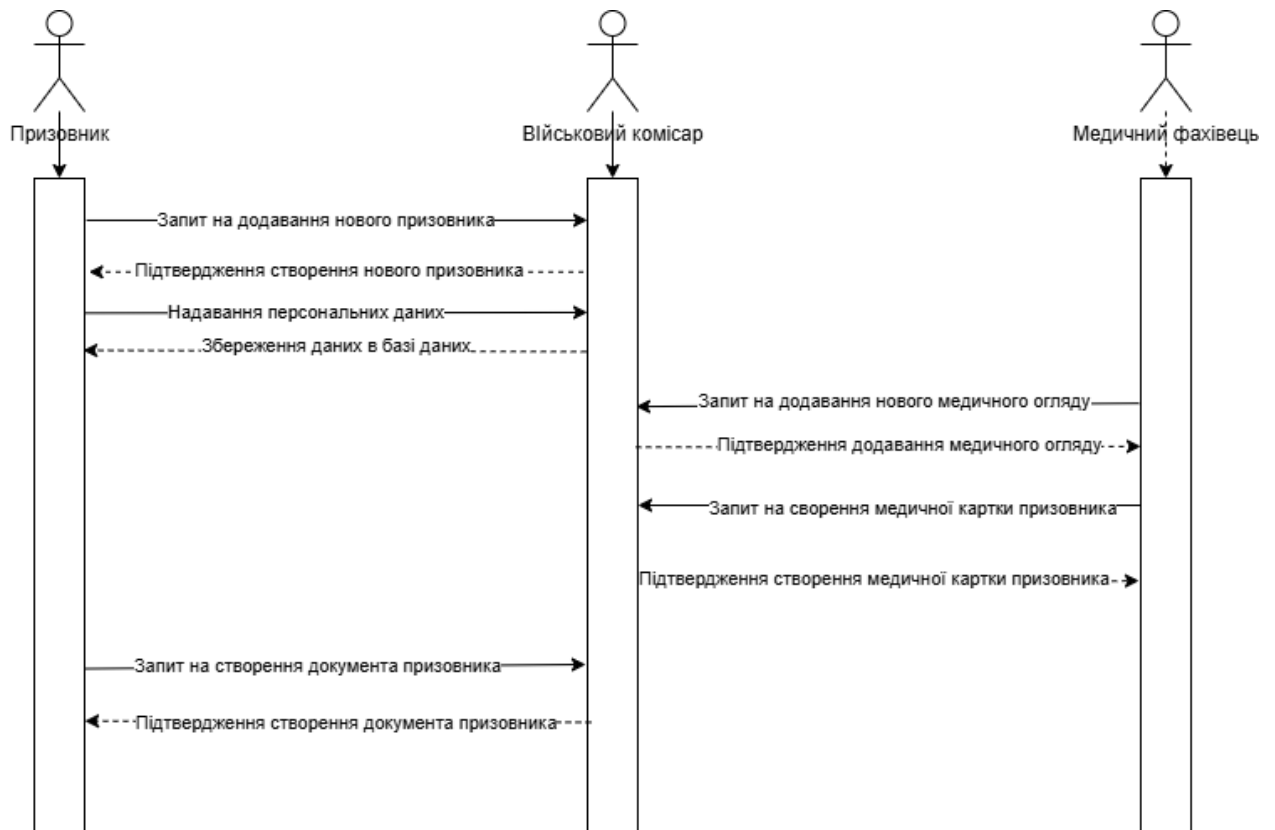 Призовник
ВІйськовий комісар
Медичний фахівець
Запит на додавання нового призовника
Підтвердження створення нового призовника
Надавання персональних даних
Збереження даних в базі даних
Запит на додавання нового медичного огляду
Підтвердження додавання медичного огляду
Запит на сворення медичної картки призовника
Підтвердження створення медичної картки призовника
Запит на створення документа призовника
Підтвердження створення документа призовника